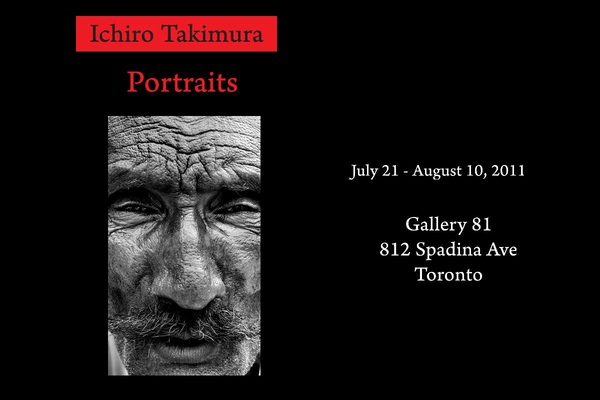 Ichiro Takimura
Portraits
July 21 - August 10, 2011
Gallery 81
812 Spadina Ave
Toronto